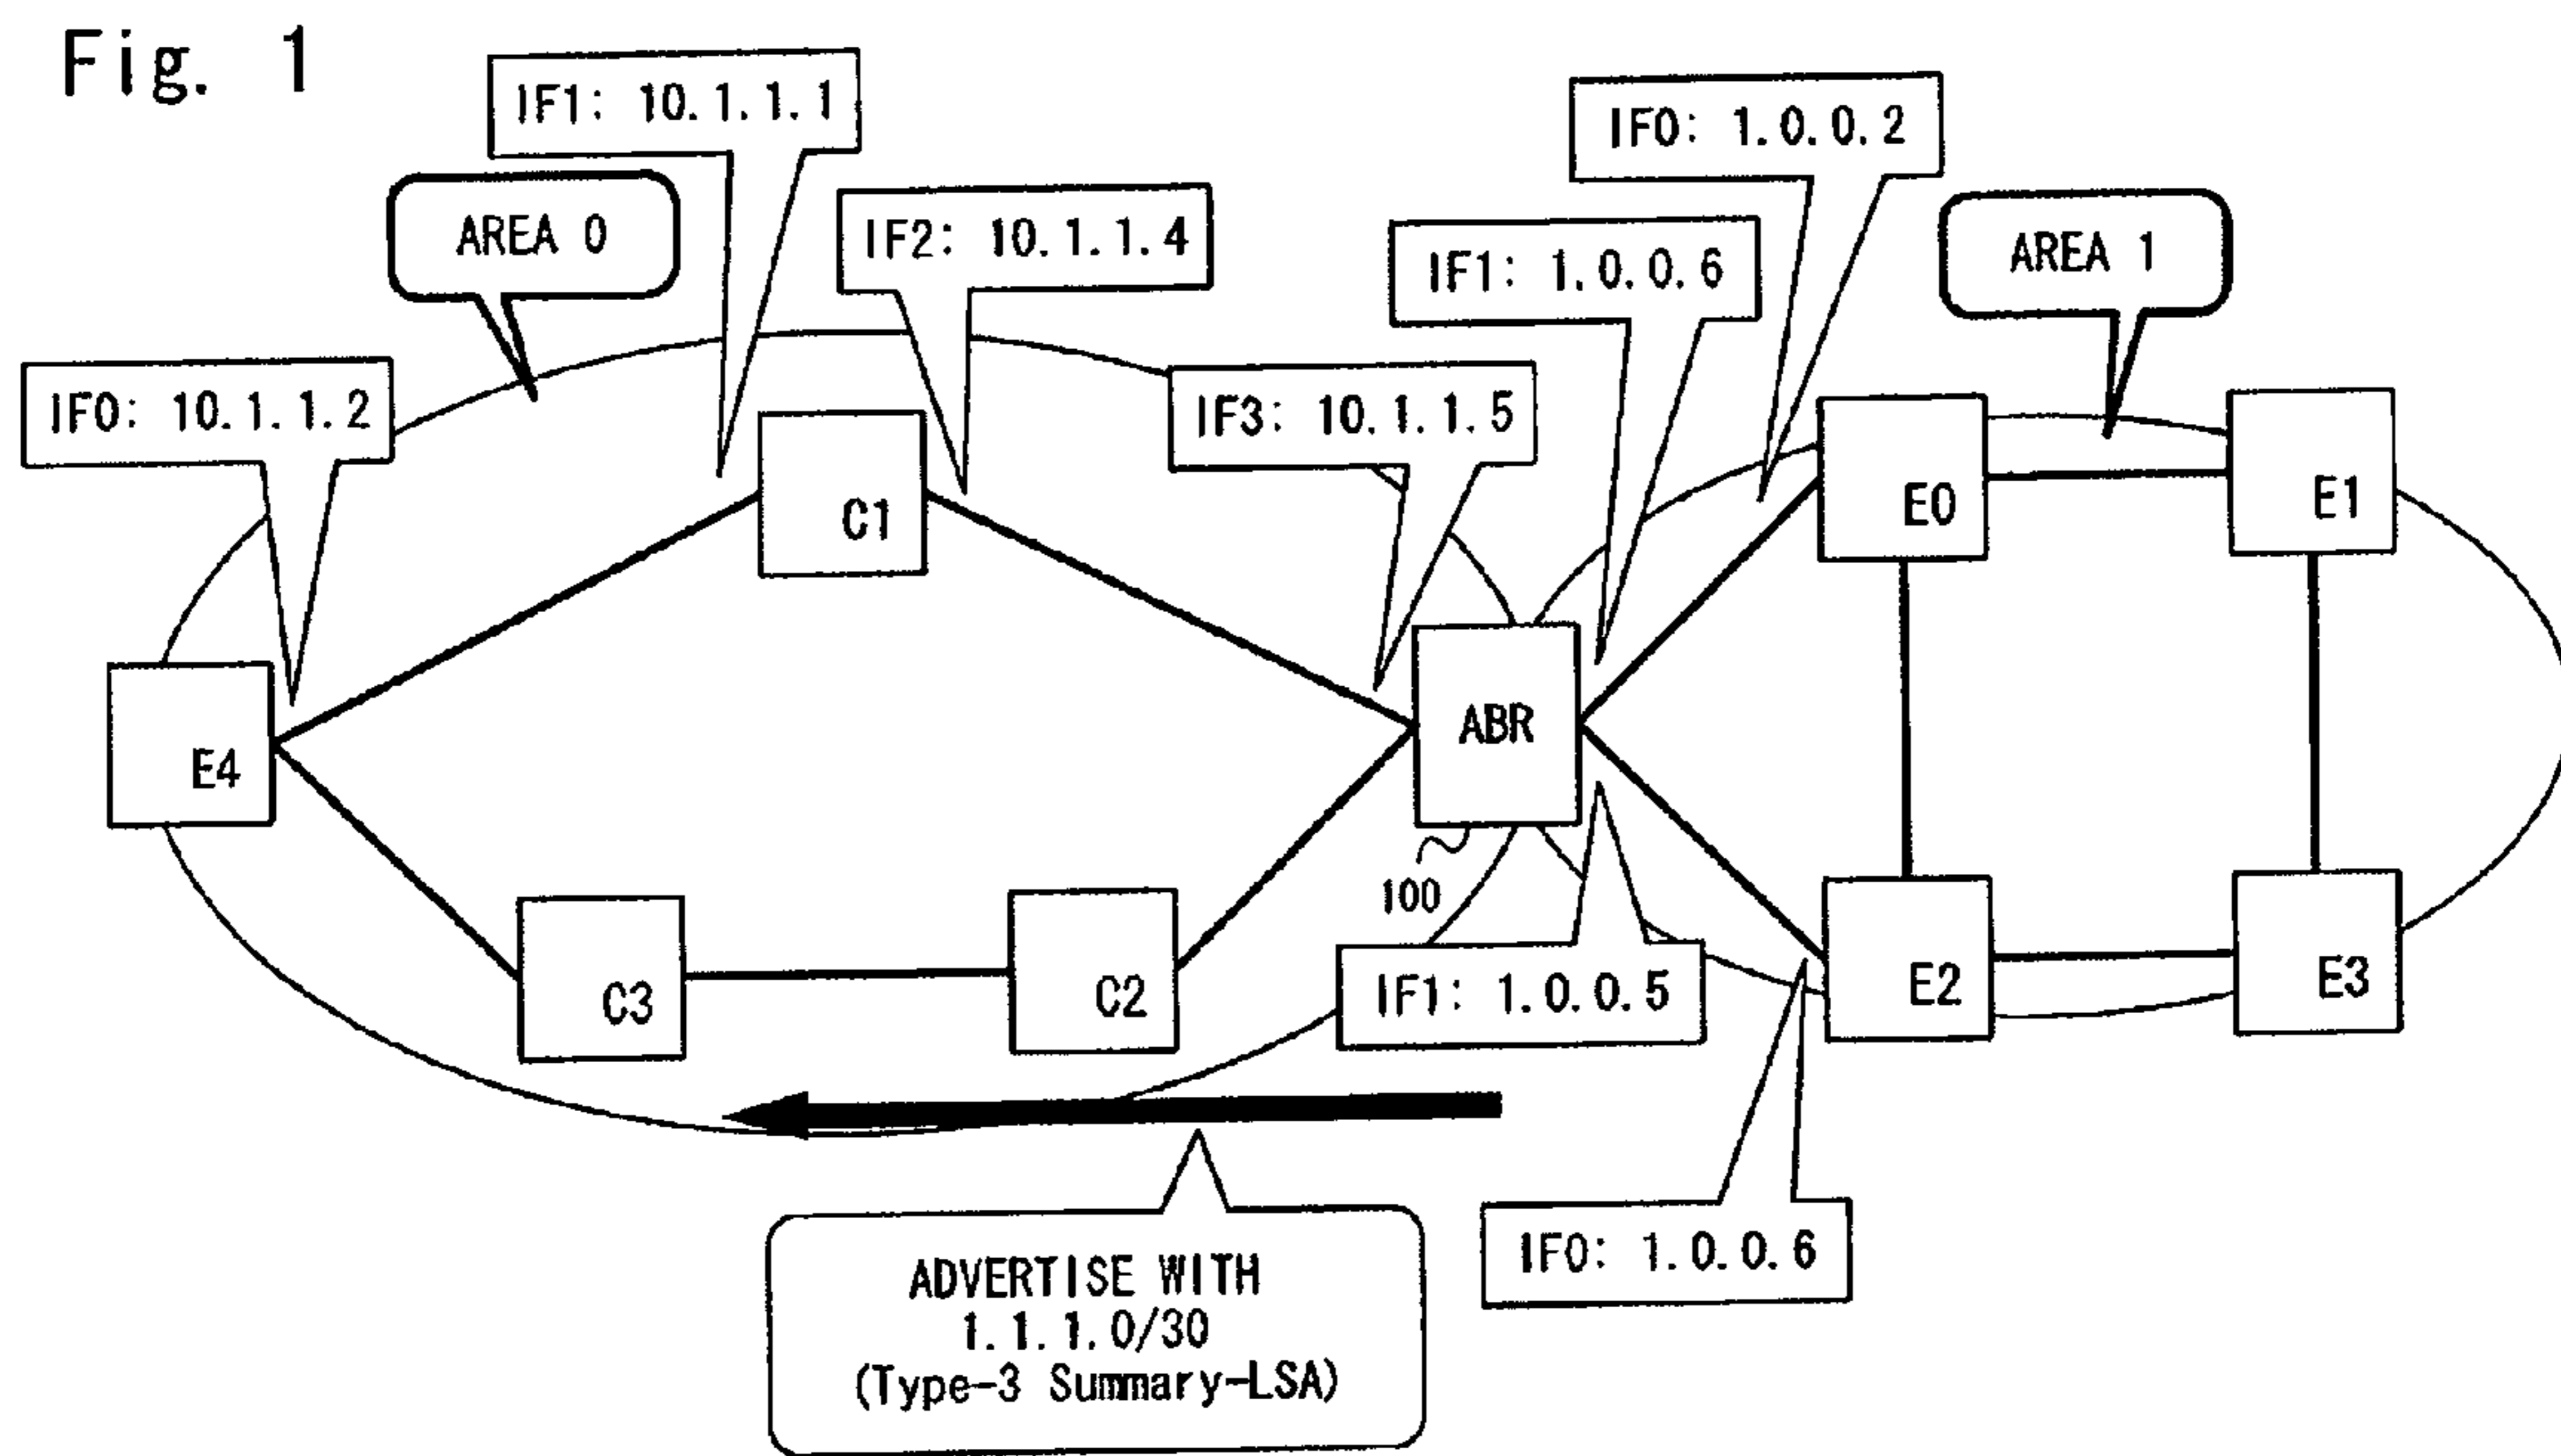 Fig. 1
IF1: 10.1.1.1
IF0: 1.0.0.2
AREA 0
IF2: 10.1.1.4
IF1: 1.0.0.6
AREA 1
IF0: 10.1.1.2
IF3: 10.1.1.5
C1
E0
E1
ABR
E4
100
C3
C2
IF1: 1.0.0.5
E2
E3
IF0: 1.0.0.6
ADVERTISE WITH
1.1.1.0/30
(Type-3 Summary-LSA)